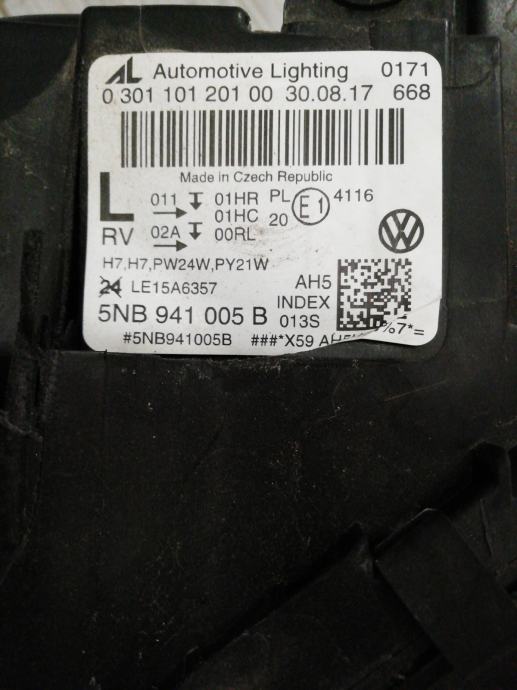 AL Automotive Lighting 0171
0 301 101 201 00 30.08.17 668
Made in Czech Republic
L 011 01HR PL E1 4116
01HC 20
RV 02A 00RL
H7,H7,PW24W,PY21W
24 LE15A6357 AH5
INDEX
5NB 941 005 B 013S
#5NB941005B ###*X59 AH5 %7*=